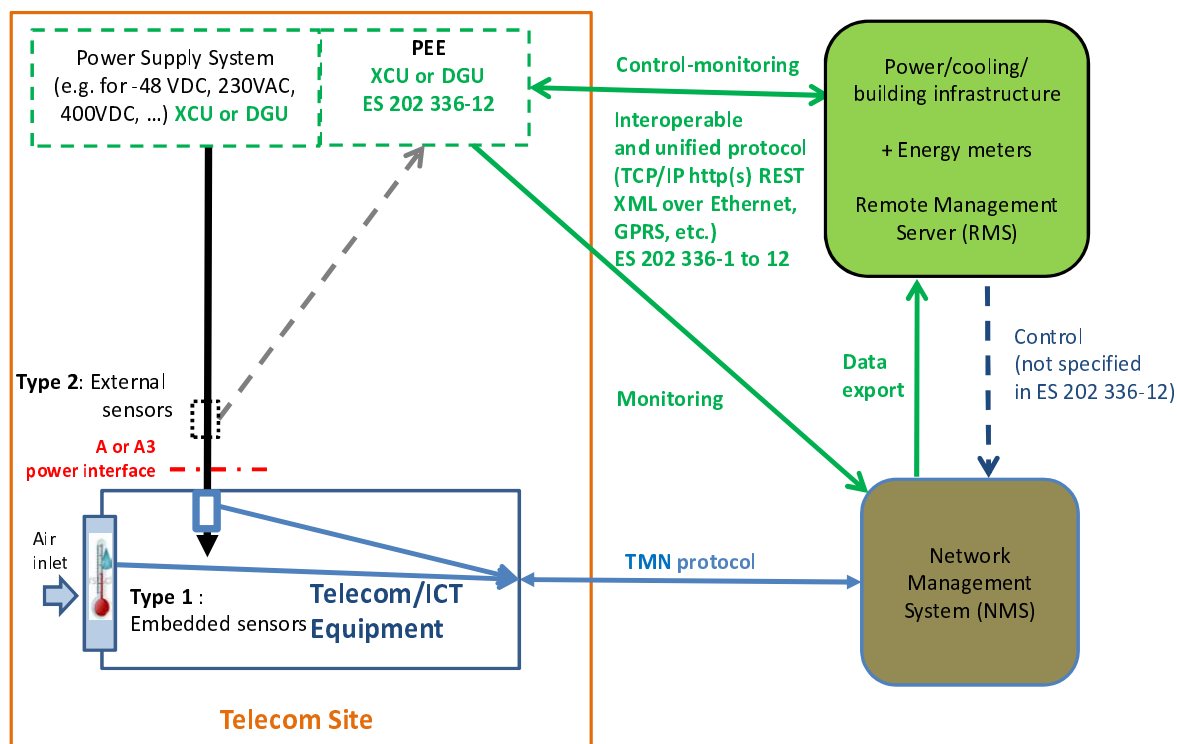 Power Supply System
(e.g. for -48 VDC, 230VAC,
400VDC, ...) XCU or DGU
PEE
XCU or DGU
ES 202 336-12
Control-monitoring
Interoperable
and unified protocol
(TCP/IP http(s) REST
XML over Ethernet,
GPRS, etc.)
ES 202 336-1 to 12
Power/cooling/
building infrastructure
+ Energy meters
Remote Management
Server (RMS)
Control
(not specified
in ES 202 336-12)
Data
export
Monitoring
Type 2: External
sensors
A or A3
power interface
Air
inlet
Type 1 :
Embedded sensors
Telecom/ICT
Equipment
TMN protocol
Network
Management
System (NMS)
Telecom Site